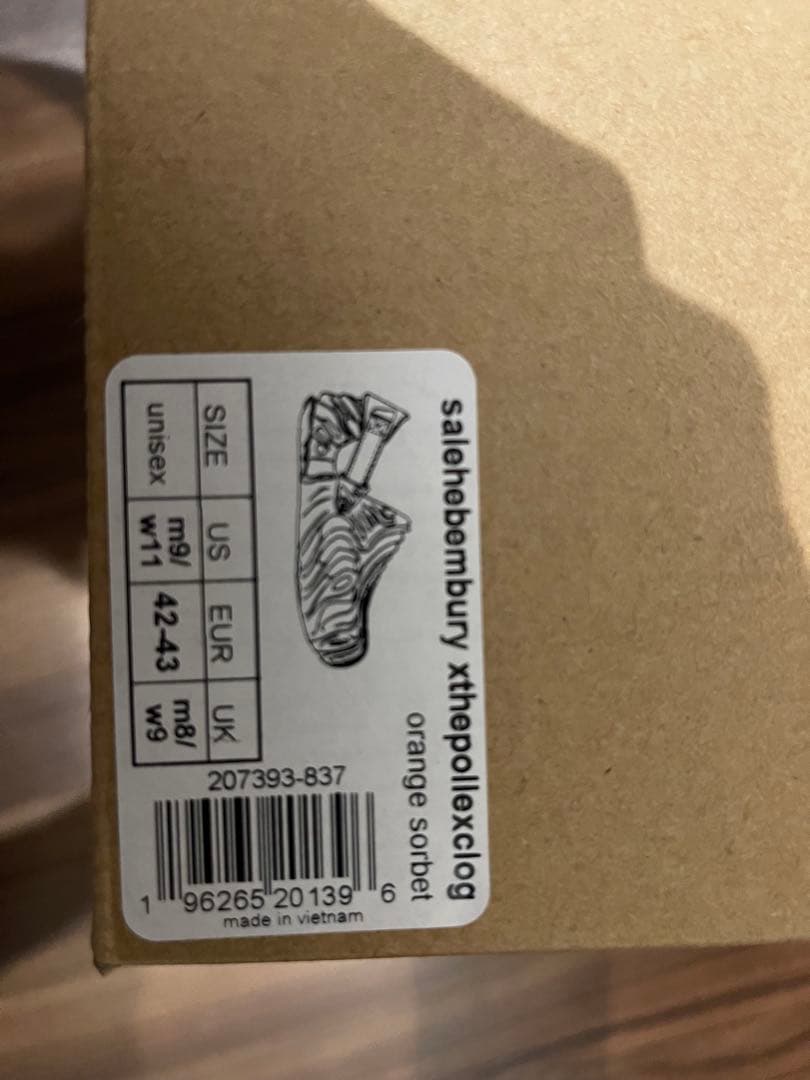 salehebembury xthepollexclog
orange sorbet
SIZE US EUR UK
unisex m9/ w11 42-43 m8/ w9
207393-837
1 96265 20139 6
made in vietnam